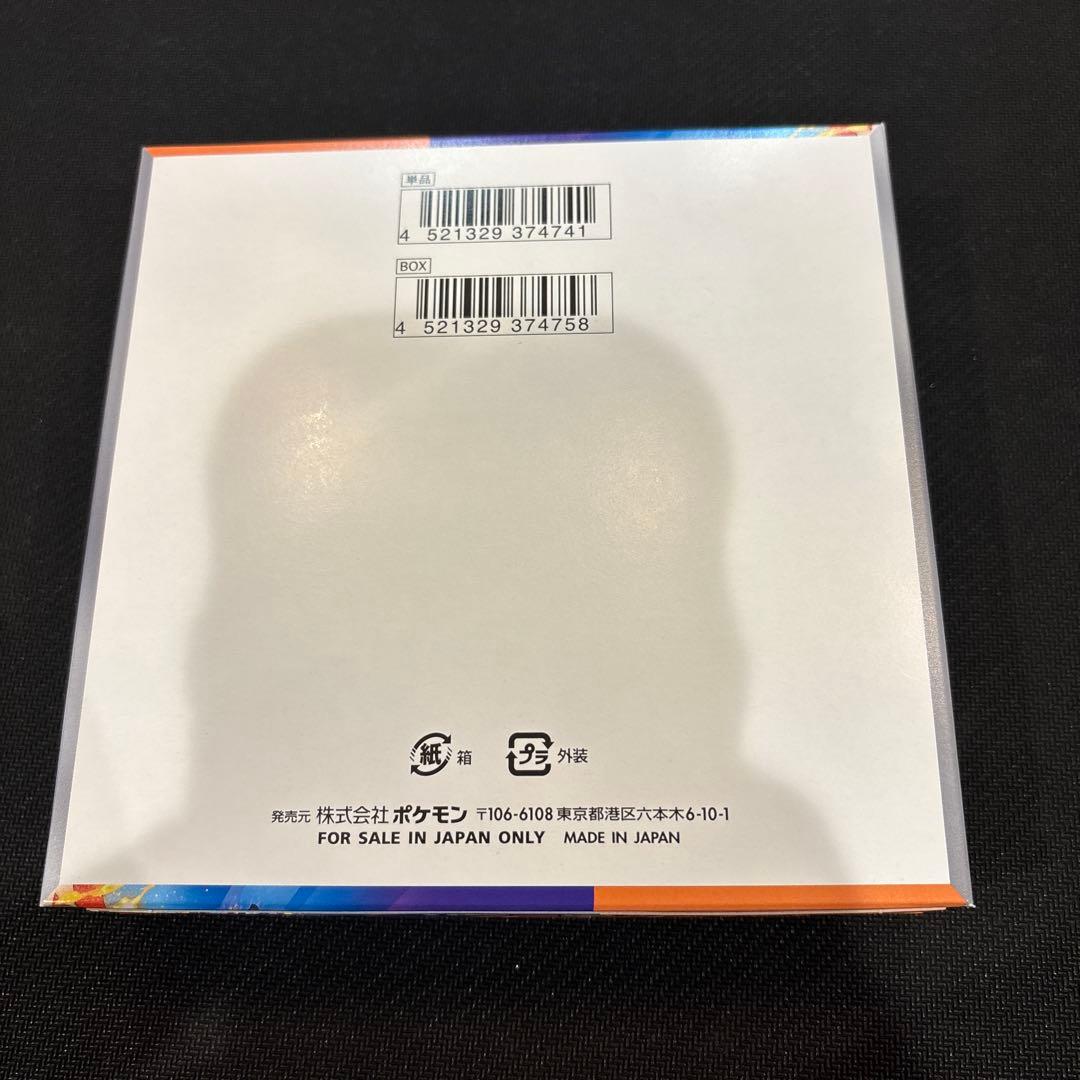 単品
4 521329 374741
BOX
4 521329 374758
紙 箱 プラ 外装
発売元 株式会社ポケモン 〒106-6108 東京都港区六本木6-10-1
FOR SALE IN JAPAN ONLY MADE IN JAPAN